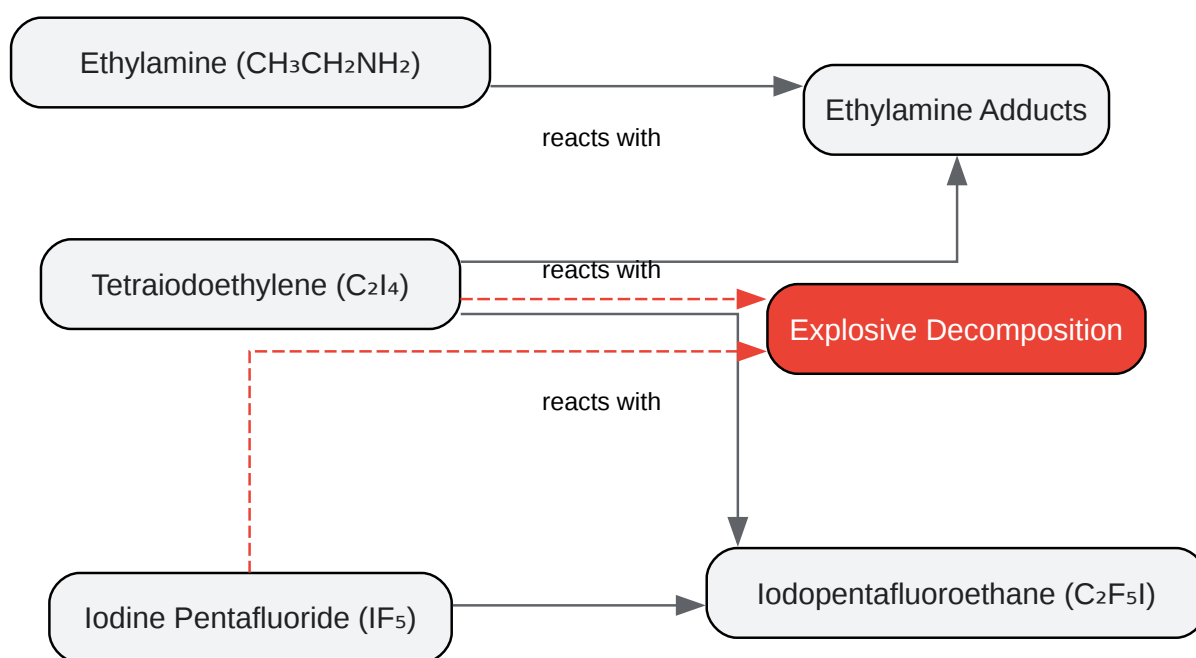 Ethylamine (CH₃CH₂NH₂)
Ethylamine Adducts
reacts with
Tetraiodoethylene (C₂I₄)
reacts with
Explosive Decomposition
reacts with
Iodine Pentafluoride (IF₅)
Iodopentafluoroethane (C₂F₅I)